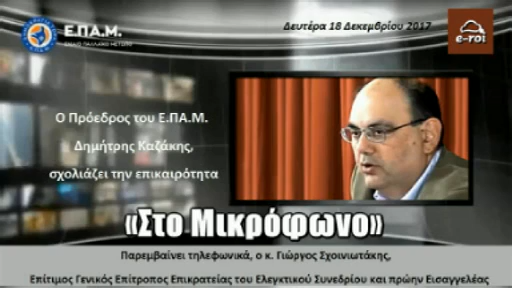 Ε.ΠΑ.Μ.
Δευτέρα 18 Δεκεμβρίου 2017
e-roi
Ο Πρόεδρος του Ε.ΠΑ.Μ.
Δημήτρης Καζάκης,
σχολιάζει την επικαιρότητα
«Στο Μικρόφωνο»
Παρεμβαίνει τηλεφωνικά, ο κ. Γιώργος Σχοινιωτάκης,
Επίτιμος Γενικός Επίτροπος Επικρατείας του Ελεγκτικού Συνεδρίου και πρώην Εισαγγελέας